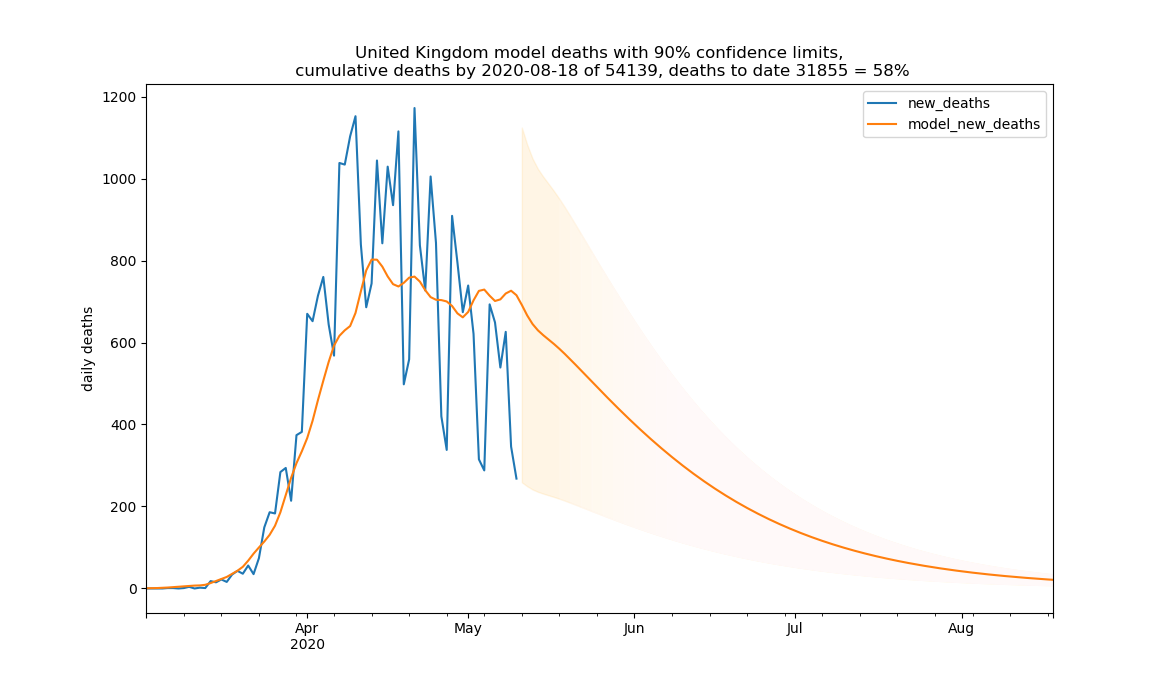 United Kingdom model deaths with 90% confidence limits,
cumulative deaths by 2020-08-18 of 54139, deaths to date 31855 = 58%
new_deaths
model_new_deaths
1200
1000
800
600
400
200
0
daily deaths
Apr May Jun Jul Aug
2020